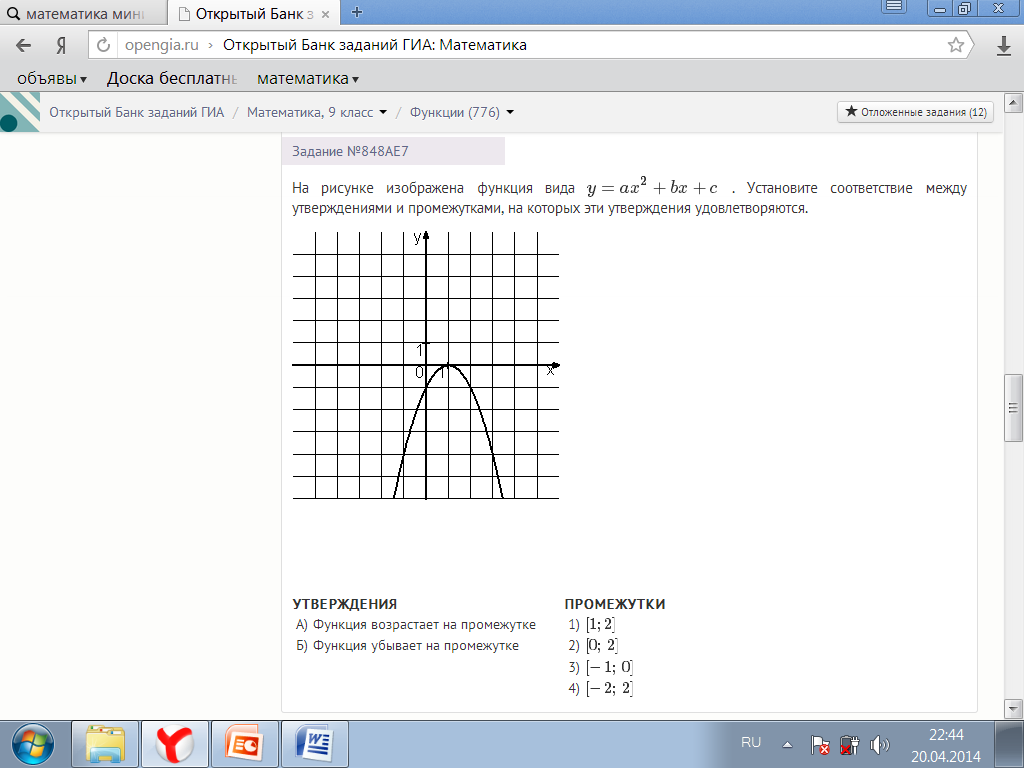 математика мин
Открытый Банк з
opengia.ru › Открытый Банк заданий ГИА: Математика
объявы Доска бесплатн математика
Открытый Банк заданий ГИА / Математика, 9 класс / Функции (776)
★ Отложенные задания (12)
Задание №848AE7
На рисунке изображена функция вида y = ax² + bx + c . Установите соответствие между
утверждениями и промежутками, на которых эти утверждения удовлетворяются.
y
1
0 1 x
УТВЕРЖДЕНИЯ
А) Функция возрастает на промежутке
Б) Функция убывает на промежутке
ПРОМЕЖУТКИ
1) [1; 2]
2) [0; 2]
3) [−1; 0]
4) [−2; 2]
RU
22:44
20.04.2014